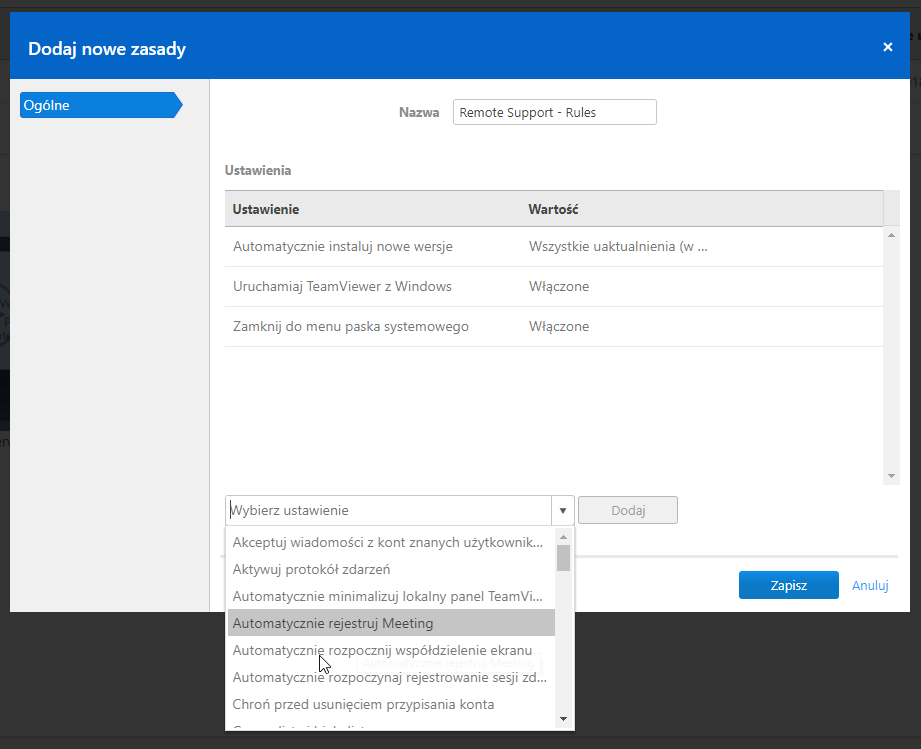 Dodaj nowe zasady
×
Ogólne
Nazwa
Remote Support - Rules
Ustawienia
Ustawienie Wartość
Automatycznie instaluj nowe wersje Wszystkie uaktualnienia (w ...
Uruchamiaj TeamViewer z Windows Włączone
Zamknij do menu paska systemowego Włączone
Wybierz ustawienie
Dodaj
Akceptuj wiadomości z kont znanych użytkownik...
Aktywuj protokół zdarzeń
Automatycznie minimalizuj lokalny panel TeamVi...
Automatycznie rejestruj Meeting
Automatycznie rozpocznij współdzielenie ekranu
Automatycznie rejestruj Meeting
Automatycznie rozpoczynaj rejestrowanie sesji zd...
Chroń przed usunięciem przypisania konta
Zapisz
Anuluj